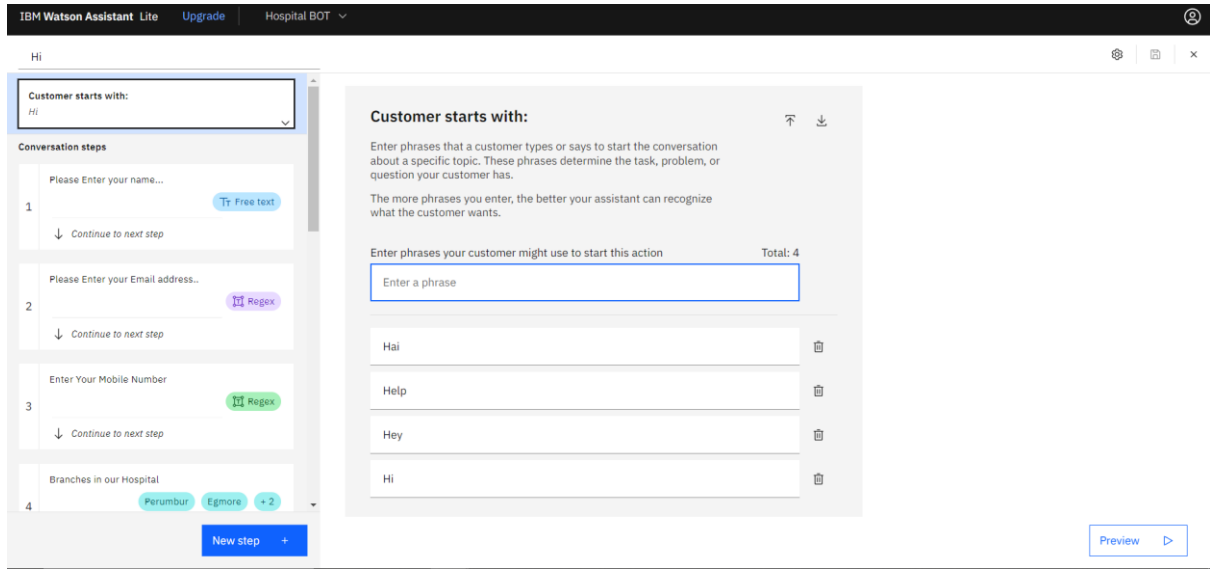 IBM Watson Assistant Lite Upgrade Hospital BOT
Hi
Customer starts with:
Hi
Conversation steps
1
Please Enter your name...
Free text
Continue to next step
2
Please Enter your Email address..
Regex
Continue to next step
3
Enter Your Mobile Number
Regex
Continue to next step
4
Branches in our Hospital
Perumbur Egmore + 2
New step +
Customer starts with:
Enter phrases that a customer types or says to start the conversation
about a specific topic. These phrases determine the task, problem, or
question your customer has.
The more phrases you enter, the better your assistant can recognize
what the customer wants.
Enter phrases your customer might use to start this action Total: 4
Enter a phrase
Hai
Help
Hey
Hi
Preview